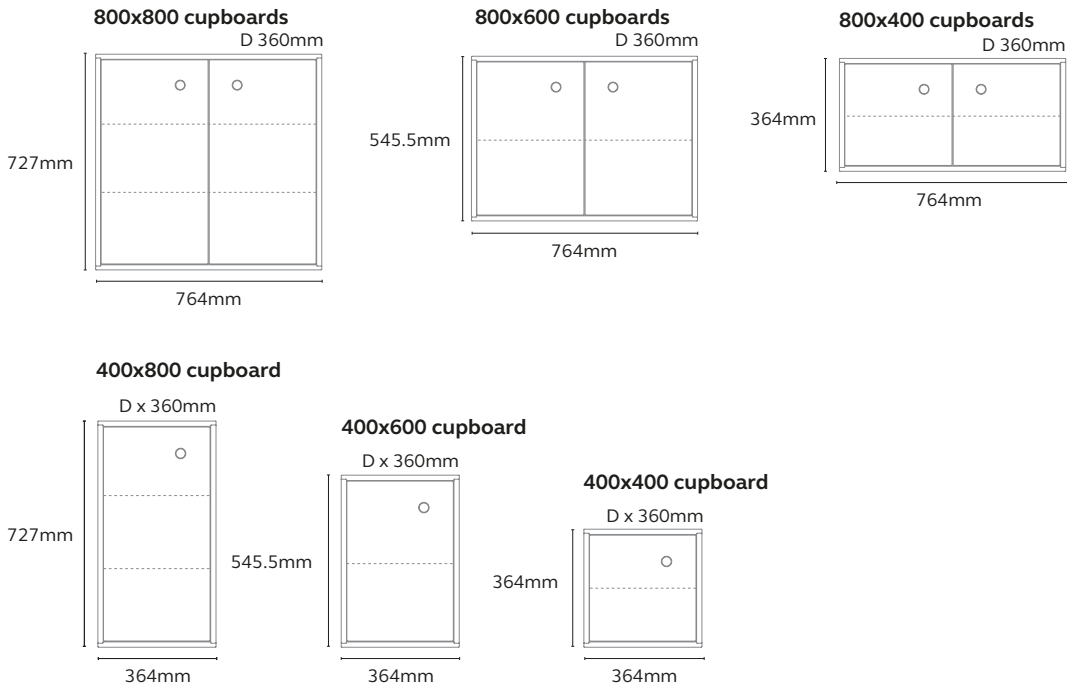 800x800 cupboards
D 360mm
727mm
764mm
800x600 cupboards
D 360mm
545.5mm
764mm
800x400 cupboards
D 360mm
364mm
764mm
400x800 cupboard
D x 360mm
727mm
364mm
400x600 cupboard
D x 360mm
545.5mm
364mm
400x400 cupboard
D x 360mm
364mm
364mm